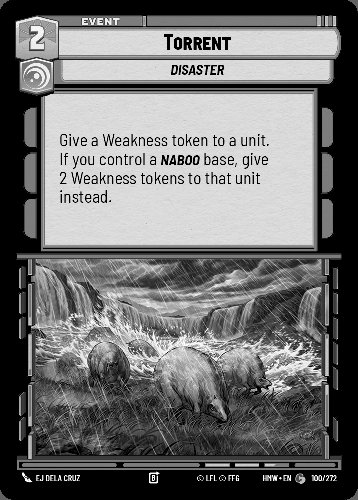 EVENT
2
TORRENT
DISASTER
Give a Weakness token to a unit.
If you control a NABOO base, give
2 Weakness tokens to that unit
instead.
EJ DELA CRUZ
© LFL © FFG
HMW • EN
100/272